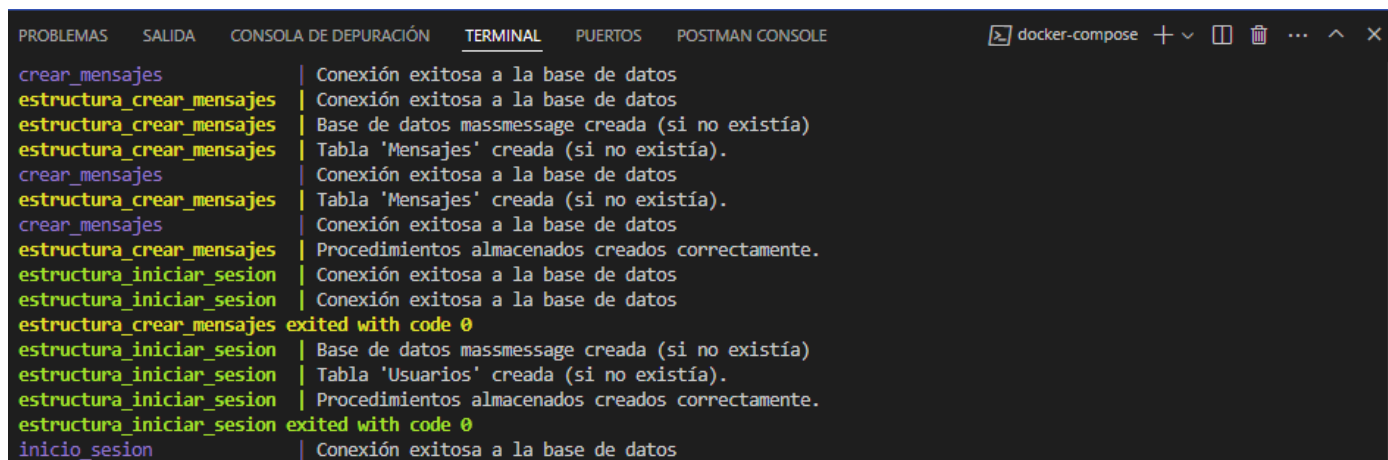 PROBLEMAS SALIDA CONSOLA DE DEPURACIÓN TERMINAL PUERTOS POSTMAN CONSOLE docker-compose
crear_mensajes | Conexión exitosa a la base de datos
estructura_crear_mensajes | Conexión exitosa a la base de datos
estructura_crear_mensajes | Base de datos massmessage creada (si no existía)
estructura_crear_mensajes | Tabla 'Mensajes' creada (si no existía).
crear_mensajes | Conexión exitosa a la base de datos
estructura_crear_mensajes | Tabla 'Mensajes' creada (si no existía).
crear_mensajes | Conexión exitosa a la base de datos
estructura_crear_mensajes | Procedimientos almacenados creados correctamente.
estructura_iniciar_sesion | Conexión exitosa a la base de datos
estructura_iniciar_sesion | Conexión exitosa a la base de datos
estructura_crear_mensajes exited with code 0
estructura_iniciar_sesion | Base de datos massmessage creada (si no existía)
estructura_iniciar_sesion | Tabla 'Usuarios' creada (si no existía).
estructura_iniciar_sesion | Procedimientos almacenados creados correctamente.
estructura_iniciar_sesion exited with code 0
inicio_sesion | Conexión exitosa a la base de datos